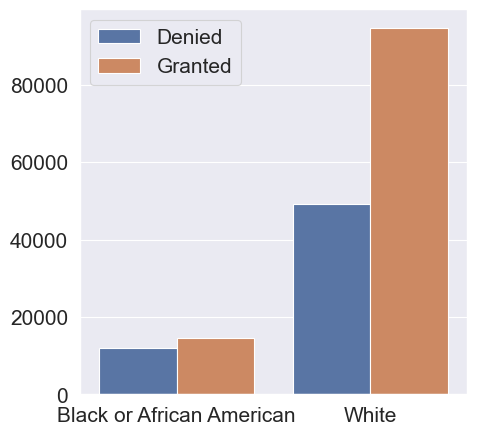 Denied
Granted
80000
60000
40000
20000
0
Black or African American
White